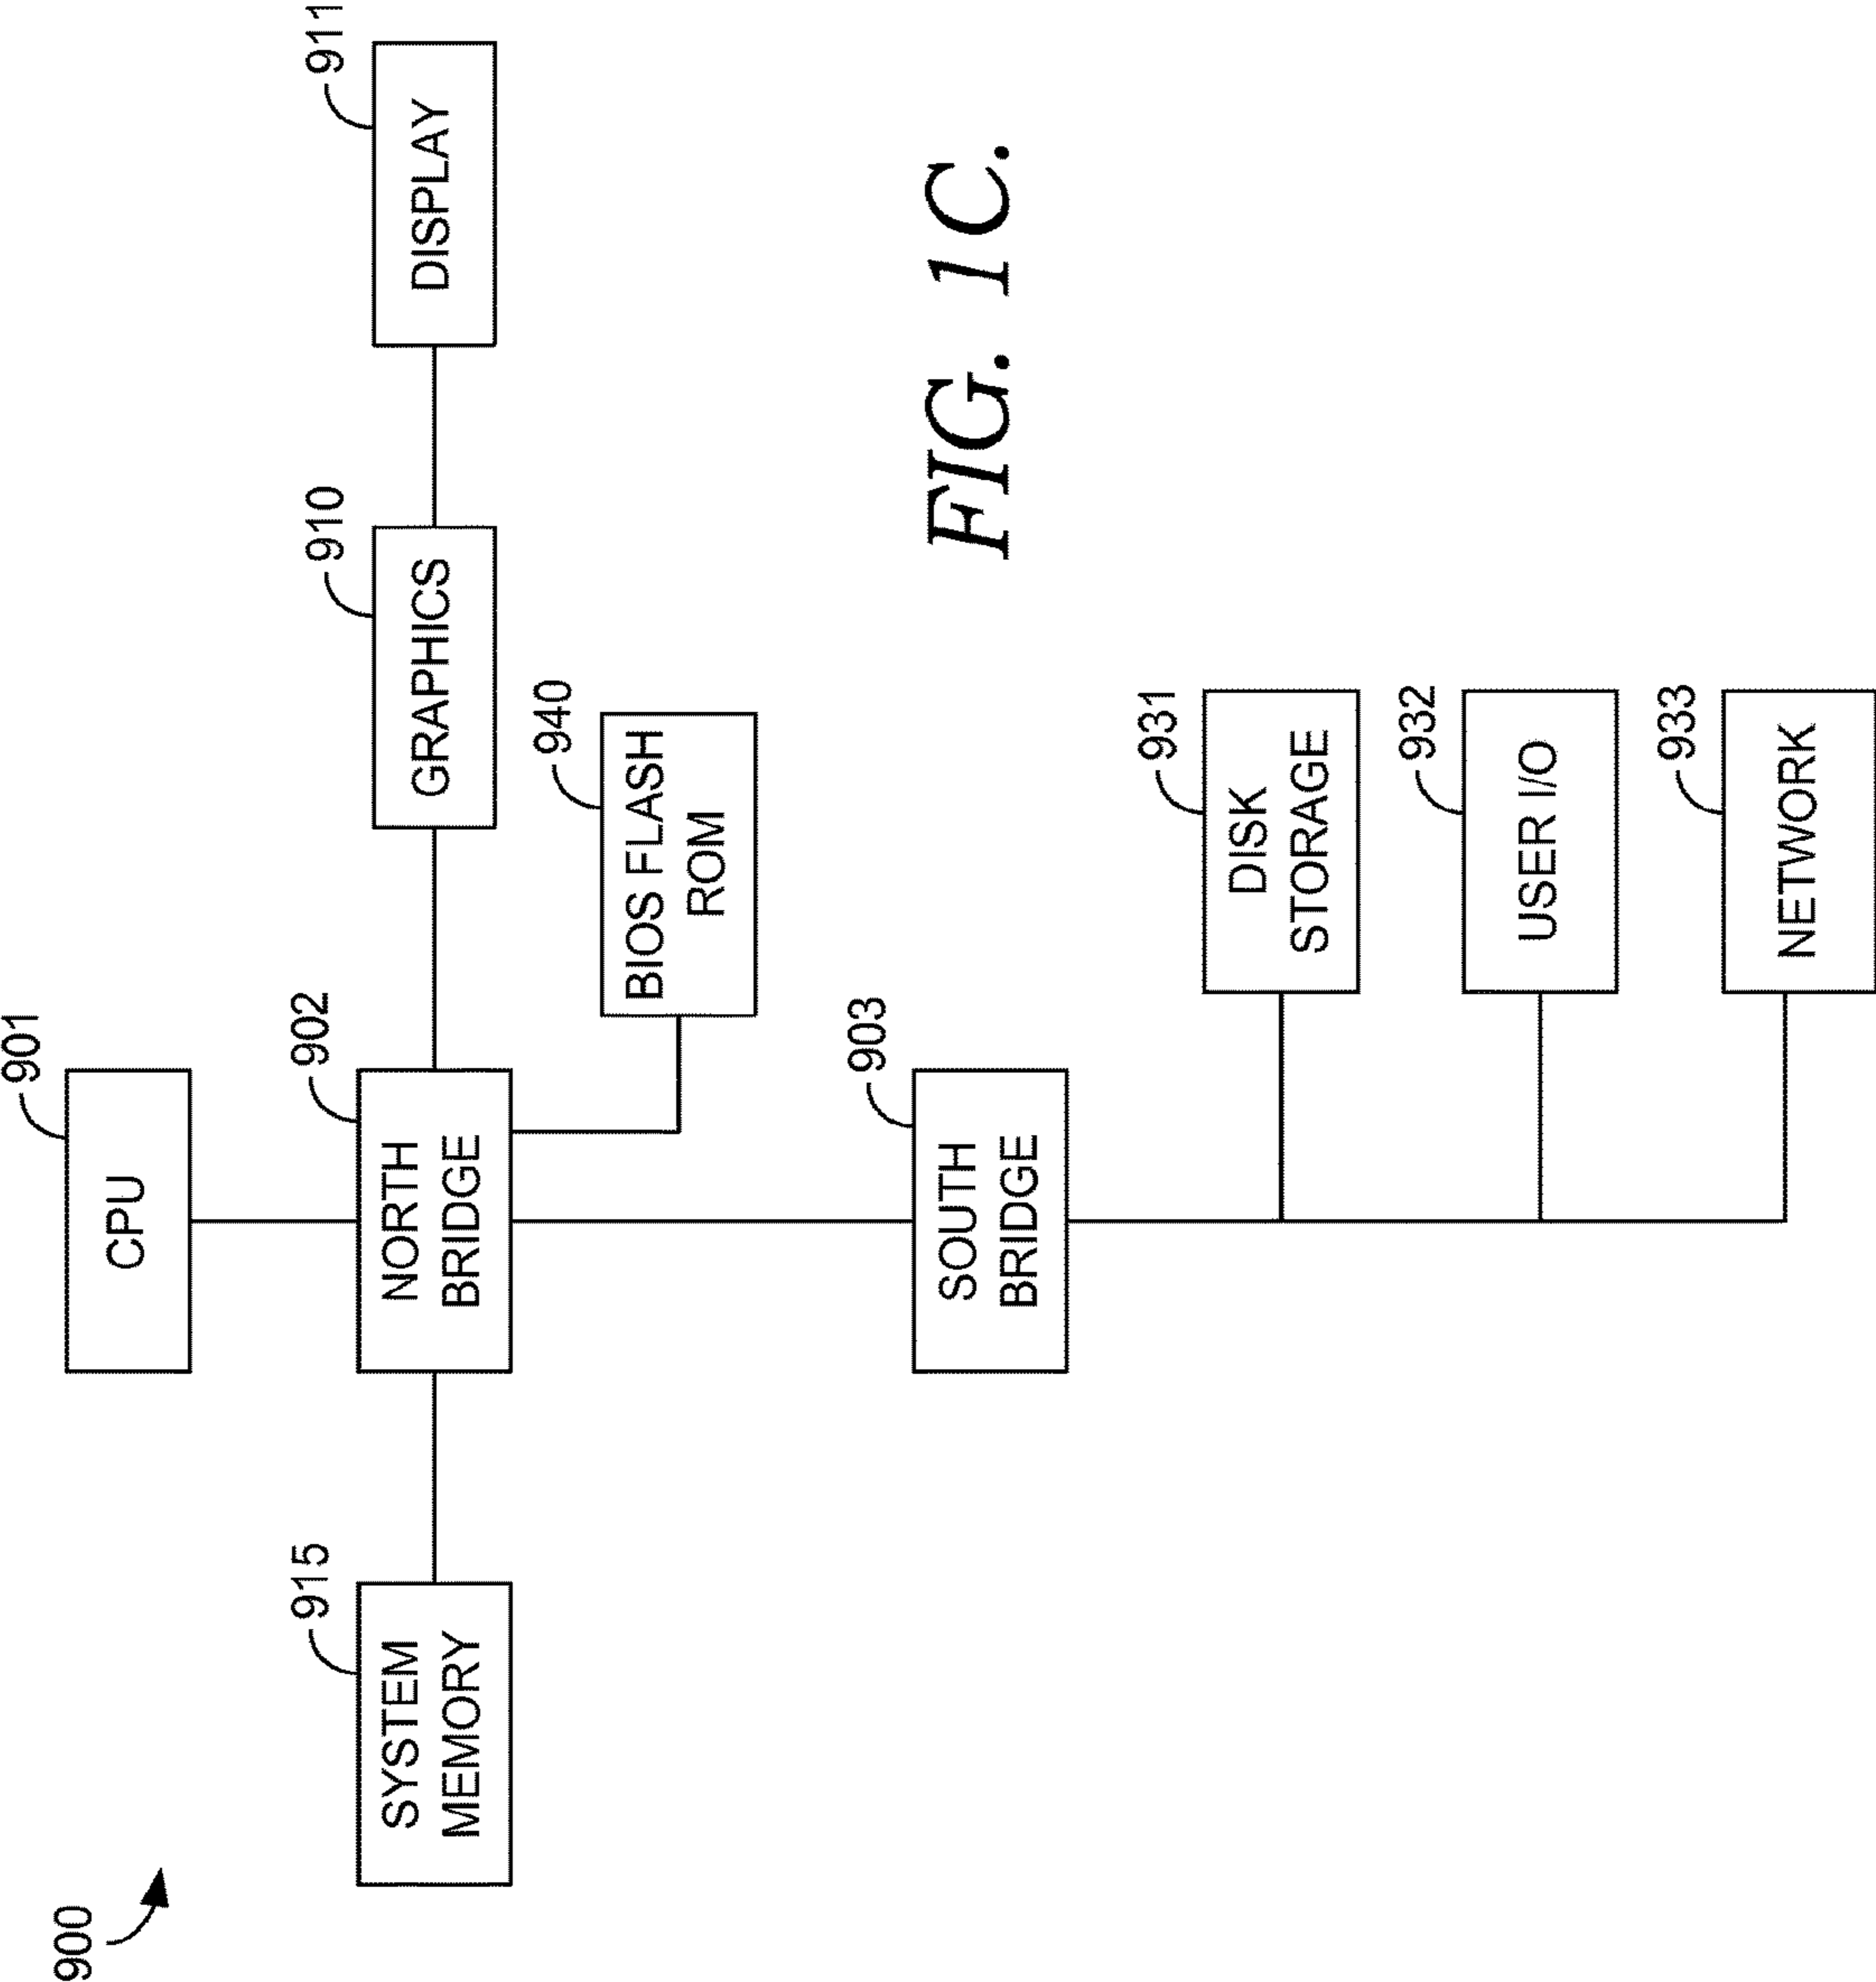 900
901
CPU
915
SYSTEM
MEMORY
902
NORTH
BRIDGE
910
GRAPHICS
911
DISPLAY
940
BIOS FLASH
ROM
903
SOUTH
BRIDGE
931
DISK
STORAGE
932
USER I/O
933
NETWORK
FIG. 1C.